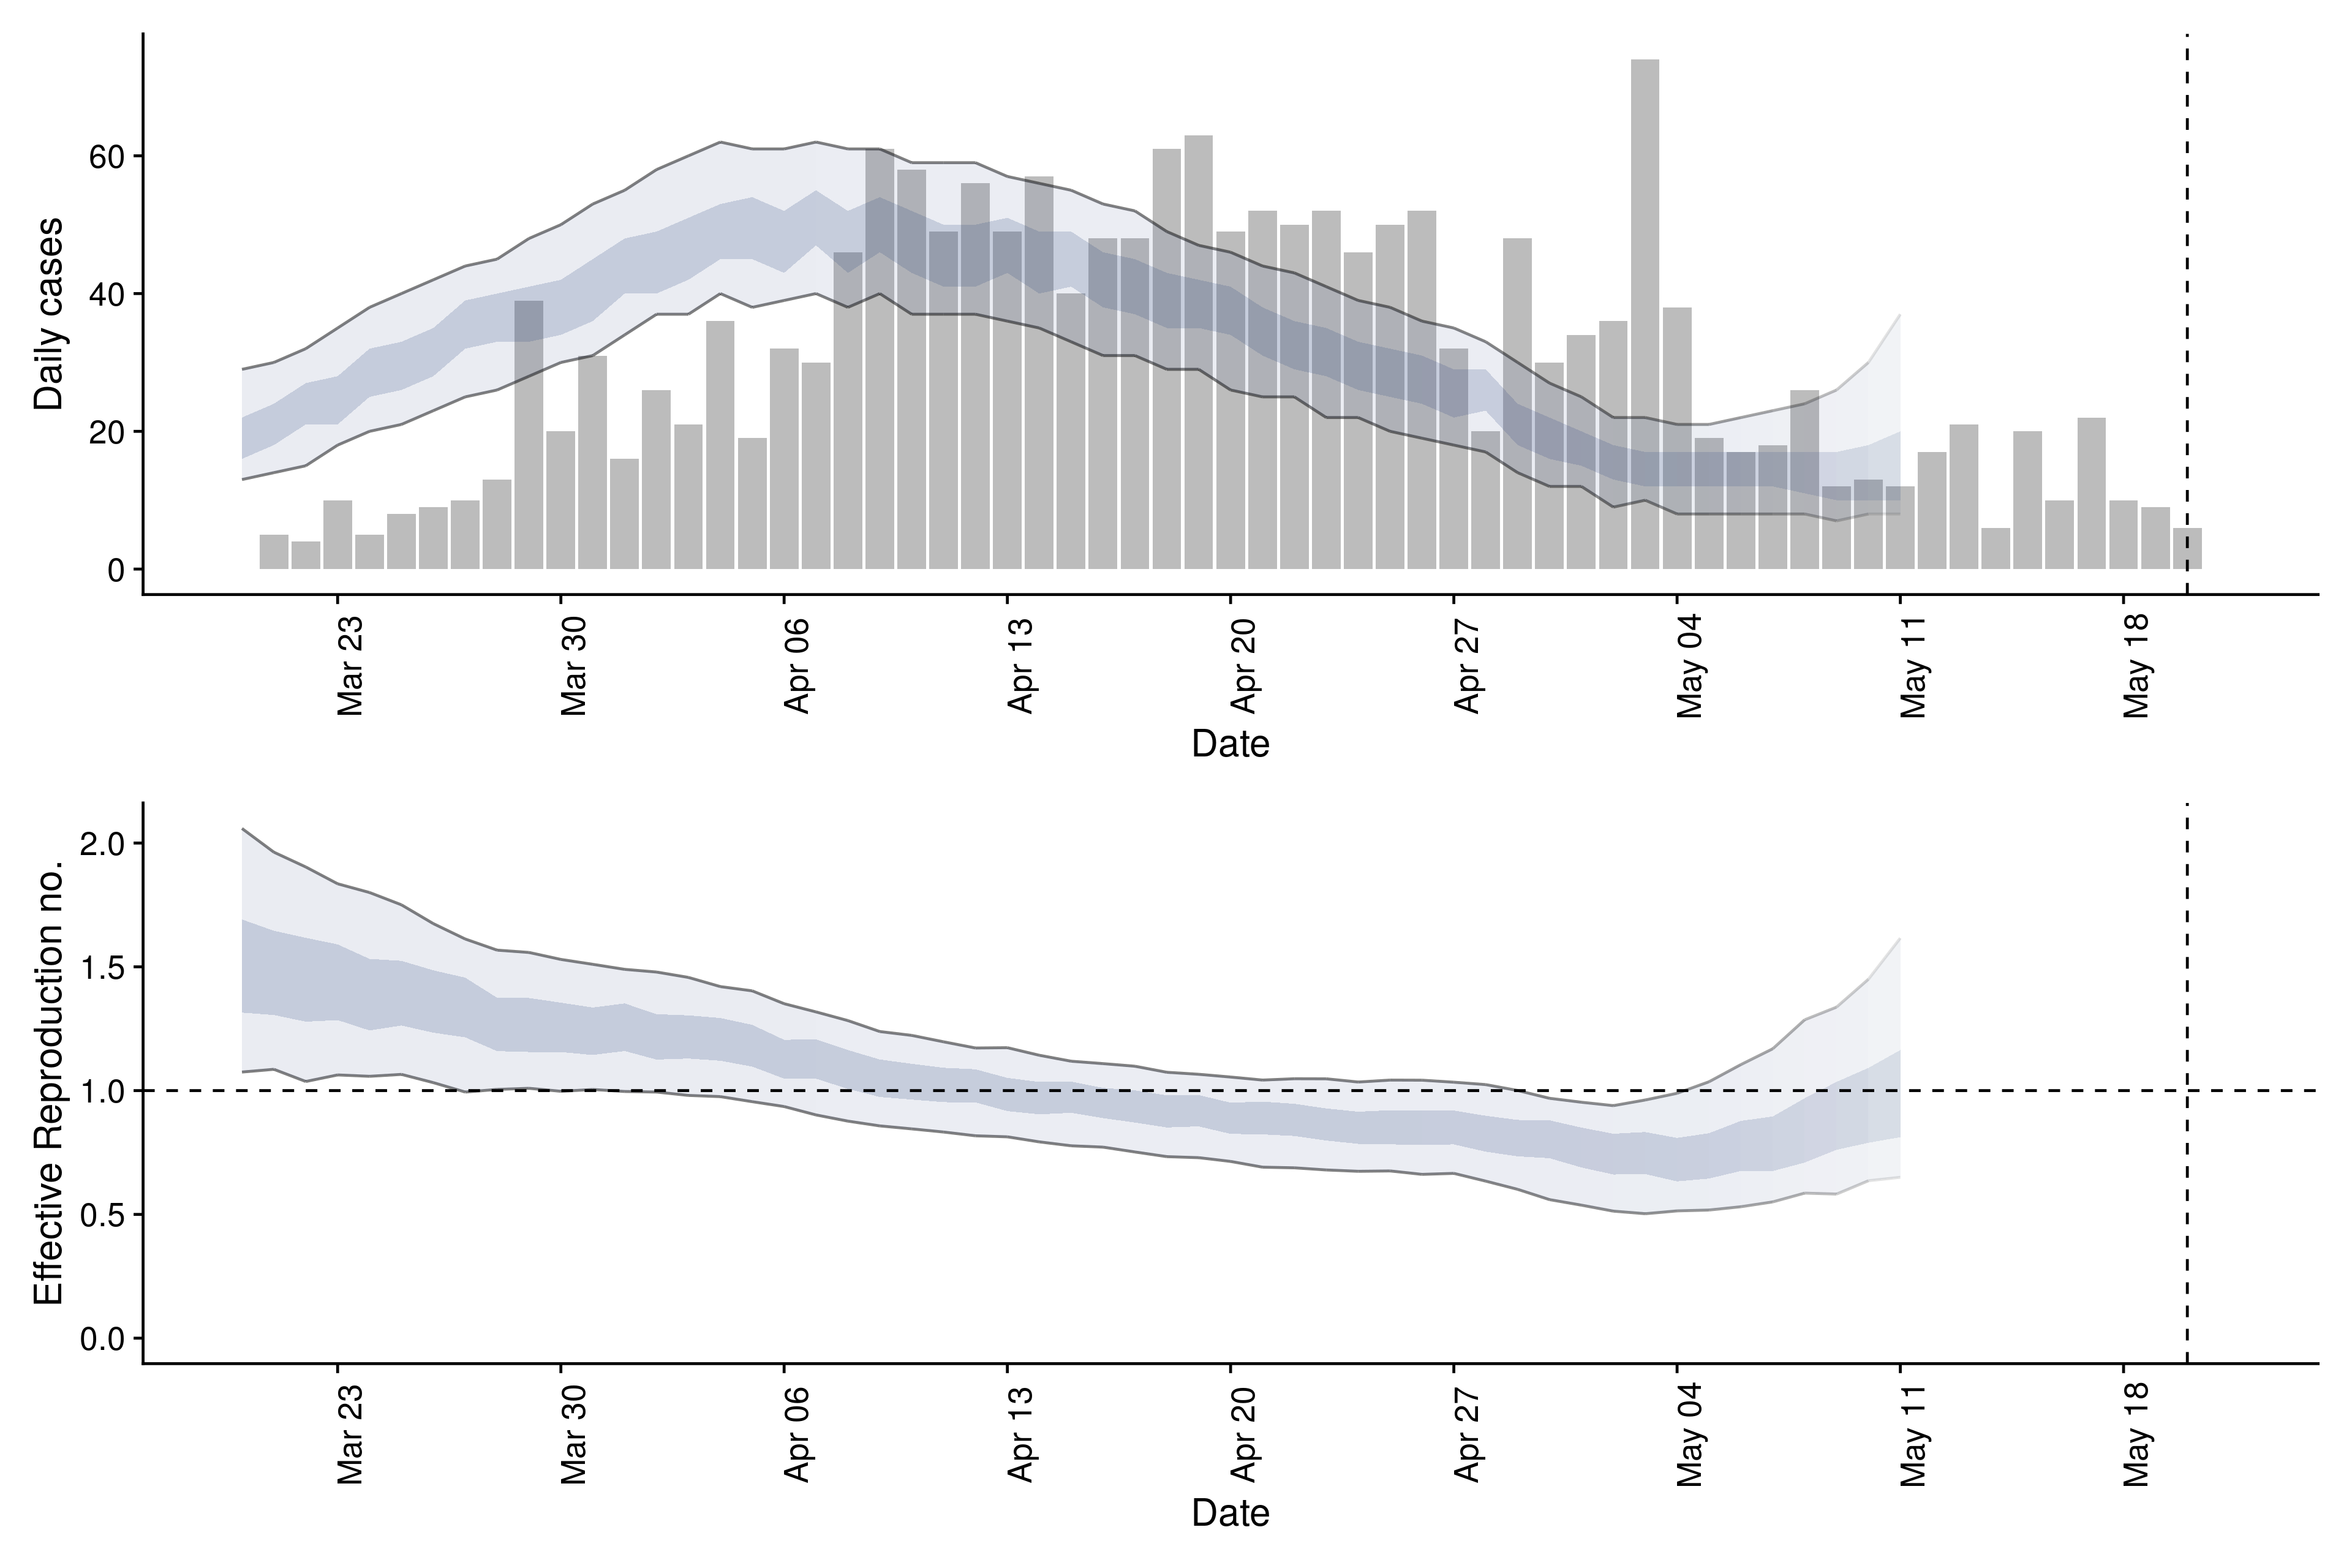 Daily cases
60
40
20
0
Mar 23
Mar 30
Apr 06
Apr 13
Apr 20
Apr 27
May 04
May 11
May 18
Date
Effective Reproduction no.
2.0
1.5
1.0
0.5
0.0
Mar 23
Mar 30
Apr 06
Apr 13
Apr 20
Apr 27
May 04
May 11
May 18
Date